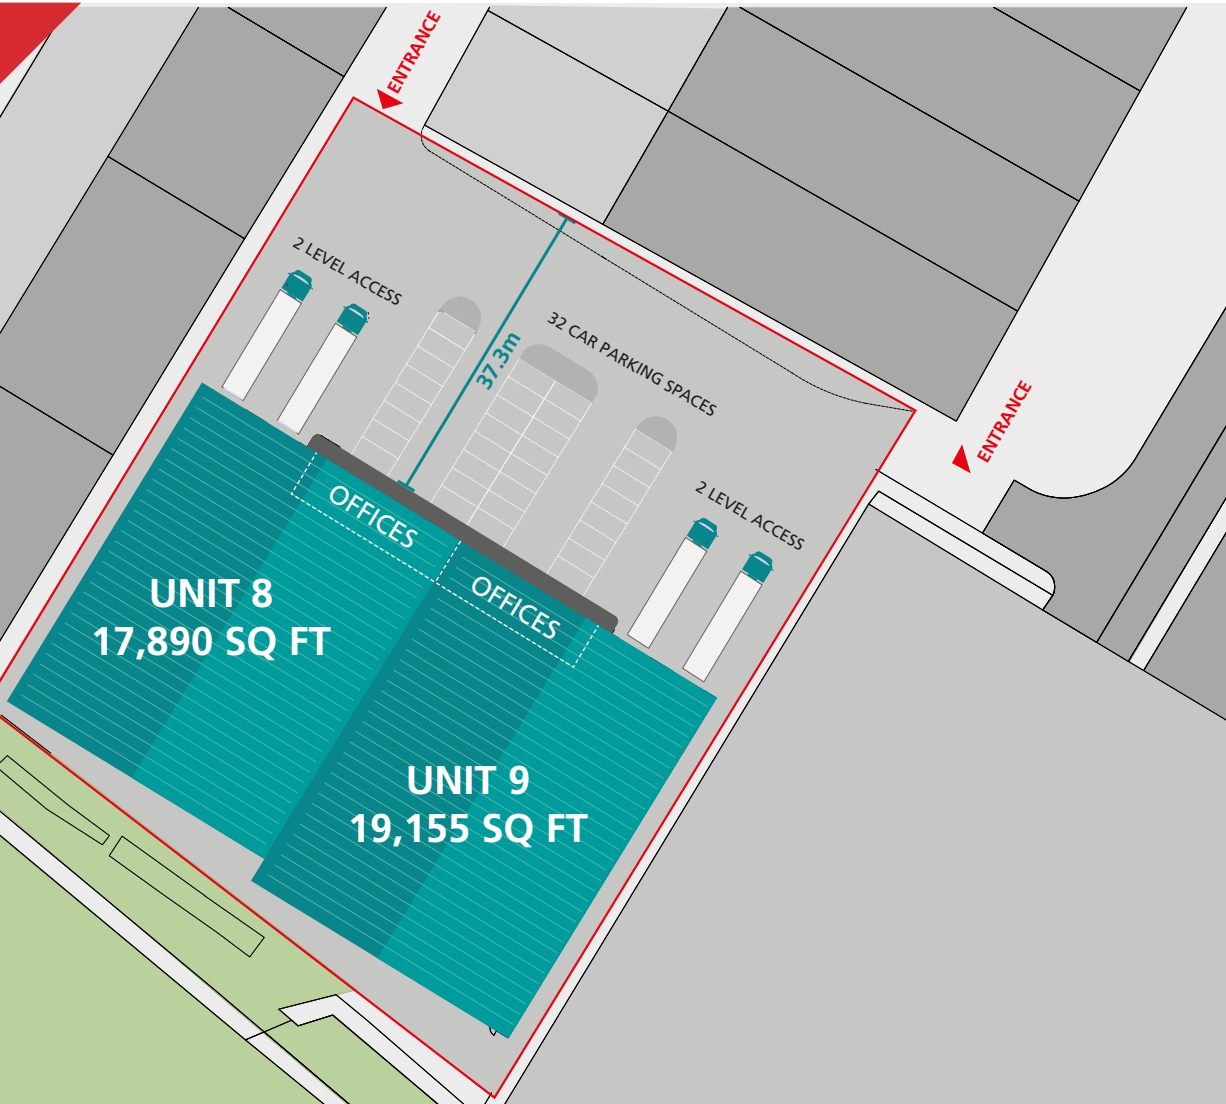 ENTRANCE
2 LEVEL ACCESS
32 CAR PARKING SPACES
37.3m
ENTRANCE
2 LEVEL ACCESS
OFFICES
OFFICES
UNIT 8
17,890 SQ FT
UNIT 9
19,155 SQ FT